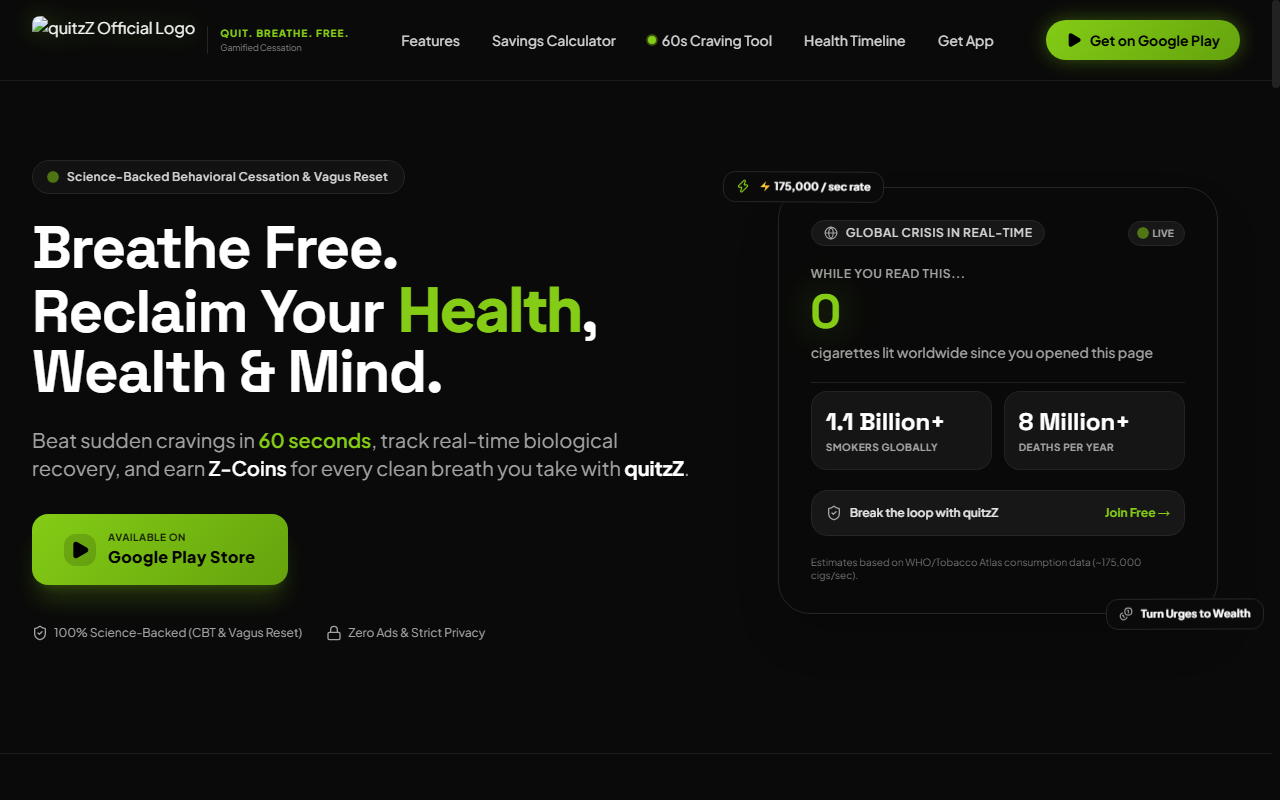 quitzZ Official Logo
QUIT. BREATHE. FREE.
Gamified Cessation
Features
Savings Calculator
60s Craving Tool
Health Timeline
Get App
Get on Google Play
Science-Backed Behavioral Cessation & Vagus Reset
Breathe Free.
Reclaim Your Health,
Wealth & Mind.
Beat sudden cravings in 60 seconds, track real-time biological
recovery, and earn Z-Coins for every clean breath you take with quitzZ.
AVAILABLE ON
Google Play Store
100% Science-Backed (CBT & Vagus Reset)
Zero Ads & Strict Privacy
⚡ 175,000 / sec rate
GLOBAL CRISIS IN REAL-TIME
LIVE
WHILE YOU READ THIS...
0
cigarettes lit worldwide since you opened this page
1.1 Billion+
SMOKERS GLOBALLY
8 Million+
DEATHS PER YEAR
Break the loop with quitzZ
Join Free →
Estimates based on WHO/Tobacco Atlas consumption data (~175,000
cigs/sec).
Turn Urges to Wealth